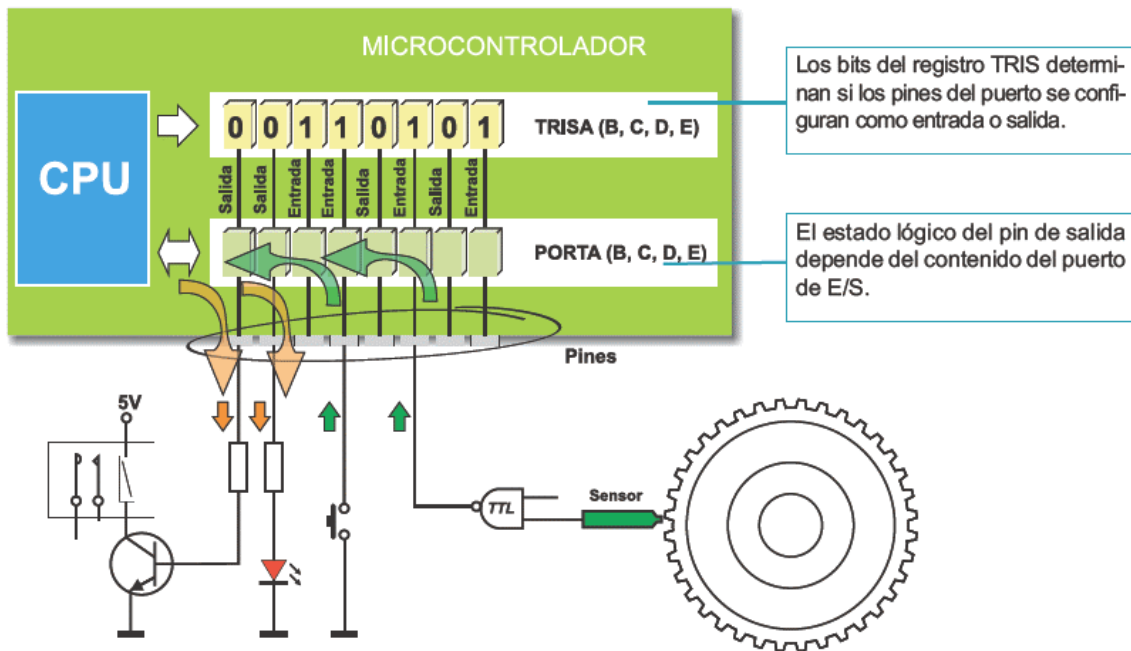 MICROCONTROLADOR
CPU
0 0 1 1 0 1 0 1
TRISA (B, C, D, E)
Los bits del registro TRIS determi-
nan si los pines del puerto se confi-
guran como entrada o salida.
Salida
Salida
Entrada
Entrada
Salida
Entrada
Salida
Entrada
PORTA (B, C, D, E)
El estado lógico del pin de salida
depende del contenido del puerto
de E/S.
Pines
5V
TTL
Sensor